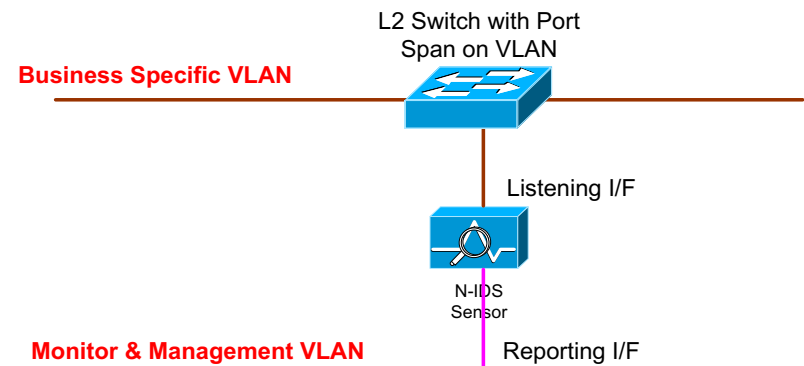 L2 Switch with Port
Span on VLAN
Business Specific VLAN
Listening I/F
N-IDS
Sensor
Monitor & Management VLAN
Reporting I/F